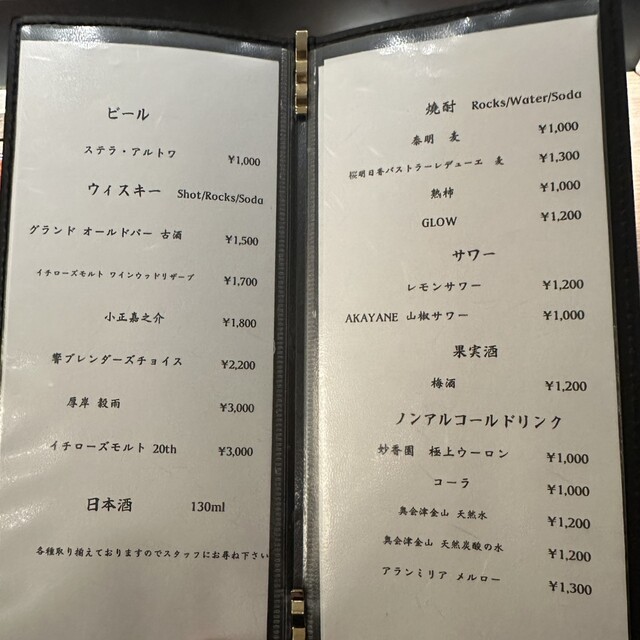 ビール
ステラ・アルトワ ¥1,000
ウィスキー Shot/Rocks/Soda
グランド オールドパー 古酒 ¥1,500
イチローズモルト ワインウッドリザーブ ¥1,700
小正嘉之介 ¥1,800
響ブレンダーズチョイス ¥2,200
厚岸 穀雨 ¥3,000
イチローズモルト 20th ¥3,000
日本酒 130ml
各種取り揃えておりますのでスタッフにお尋ね下さい
焼酎 Rocks/Water/Soda
泰明 麦 ¥1,000
桜明日香パストラーレデューエ 麦 ¥1,300
熟柿 ¥1,000
GLOW ¥1,200
サワー
レモンサワー ¥1,200
AKAYANE 山椒サワー ¥1,000
果実酒
梅酒 ¥1,200
ノンアルコールドリンク
妙香園 極上ウーロン ¥1,000
コーラ ¥1,000
奥会津金山 天然水 ¥1,200
奥会津金山 天然炭酸の水 ¥1,200
アランミリア メルロー ¥1,300